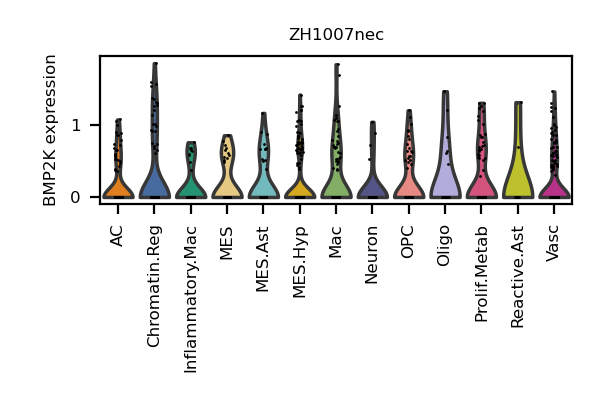 ZH1007nec
BMP2K expression
1
0
AC
Chromatin.Reg
Inflammatory.Mac
MES
MES.Ast
MES.Hyp
Mac
Neuron
OPC
Oligo
Prolif.Metab
Reactive.Ast
Vasc